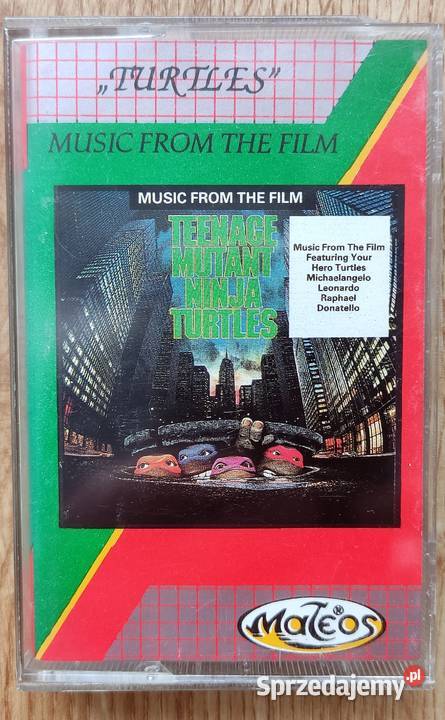 „TURTLES”
MUSIC FROM THE FILM
MUSIC FROM THE FILM
TEENAGE
MUTANT
NINJA
TURTLES
Music From The Film
Featuring Your
Hero Turtles
Michaelangelo
Leonardo
Raphael
Donatello
MATEOS ®
Sprzedajemy.pl